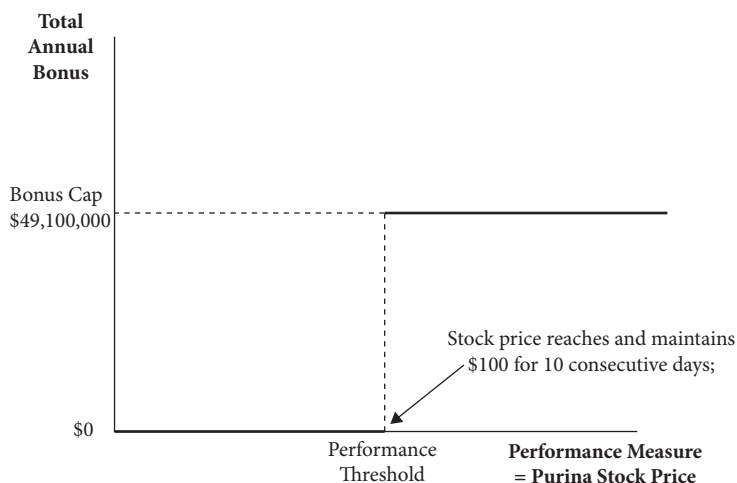 Total
Annual
Bonus
Bonus Cap
$49,100,000
Stock price reaches and maintains
$100 for 10 consecutive days;
$0
Performance
Threshold
Performance Measure
= Purina Stock Price